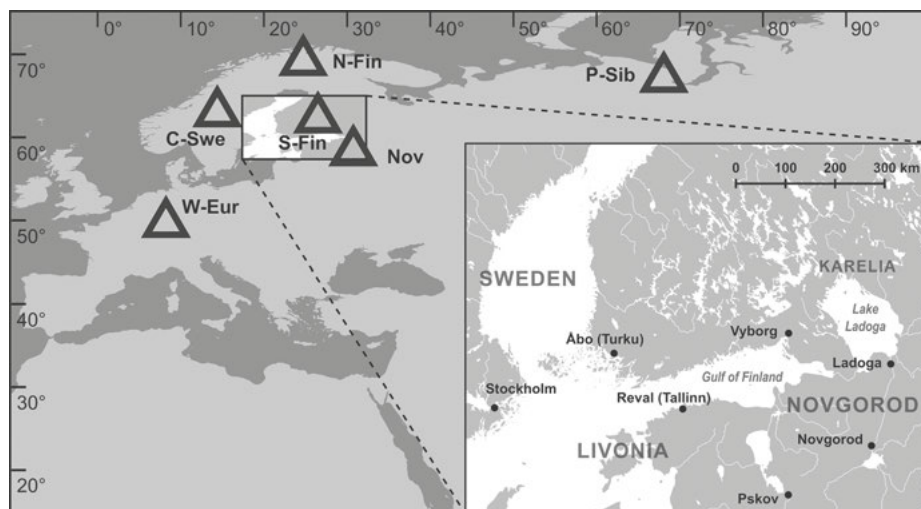 0° 10° 20° 30° 40° 50° 60° 70° 80° 90°
70°
N-Fin
P-Sib
C-Swe
S-Fin
60°
Nov
W-Eur
50°
40°
30°
20°
0 100 200 300 km
SWEDEN
KARELIA
Lake
Ladoga
Vyborg
Åbo (Turku)
Ladoga
Gulf of Finland
Stockholm
Reval (Tallinn)
NOVGOROD
LIVONIA
Novgorod
Pskov